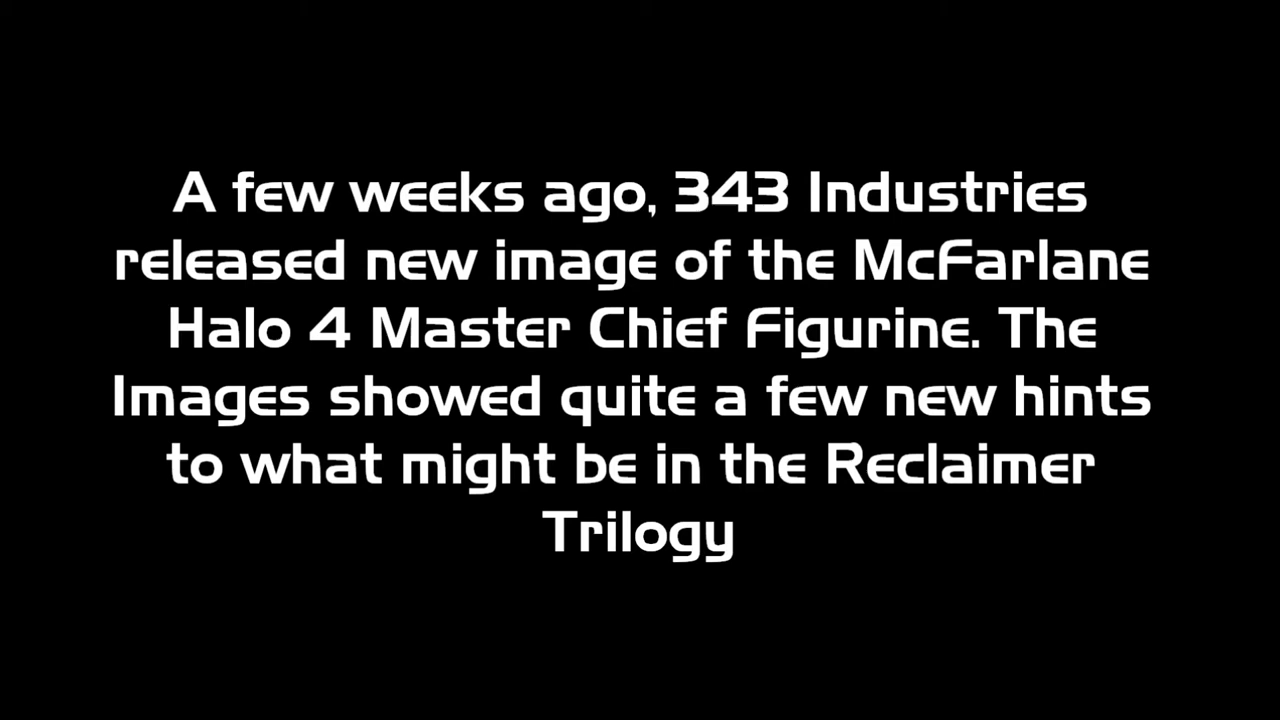 A few weeks ago, 343 Industries
released new image of the McFarlane
Halo 4 Master Chief Figurine. The
Images showed quite a few new hints
to what might be in the Reclaimer
Trilogy